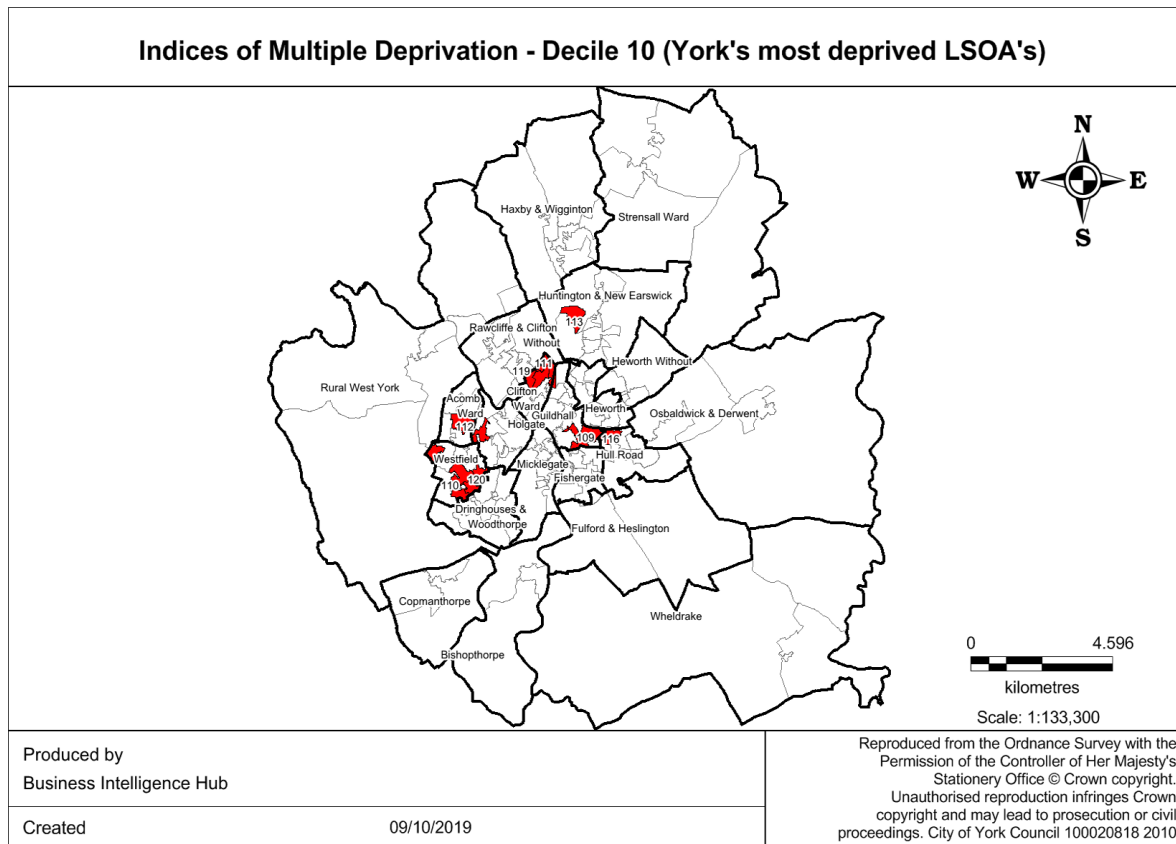 Indices of Multiple Deprivation - Decile 10 (York's most deprived LSOA's)
N
W
E
S
Haxby & Wigginton
Strensall Ward
Huntington & New Earswick
113
Rawcliffe & Clifton
Without
111
119
Heworth Without
Rural West York
Acomb
Ward
112
Clifton
Ward
Guildhall
Holgate
Heworth
Osbaldwick & Derwent
109
116
Hull Road
Westfield
Micklegate
110
120
Fishergate
Dringhouses &
Woodthorpe
Fulford & Heslington
Copmanthorpe
Wheldrake
Bishopthorpe
0
4.596
kilometres
Scale: 1:133,300
Produced by
Business Intelligence Hub
Created
09/10/2019
Reproduced from the Ordnance Survey with the
Permission of the Controller of Her Majesty's
Stationery Office © Crown copyright.
Unauthorised reproduction infringes Crown
copyright and may lead to prosecution or civil
proceedings. City of York Council 100020818 2010